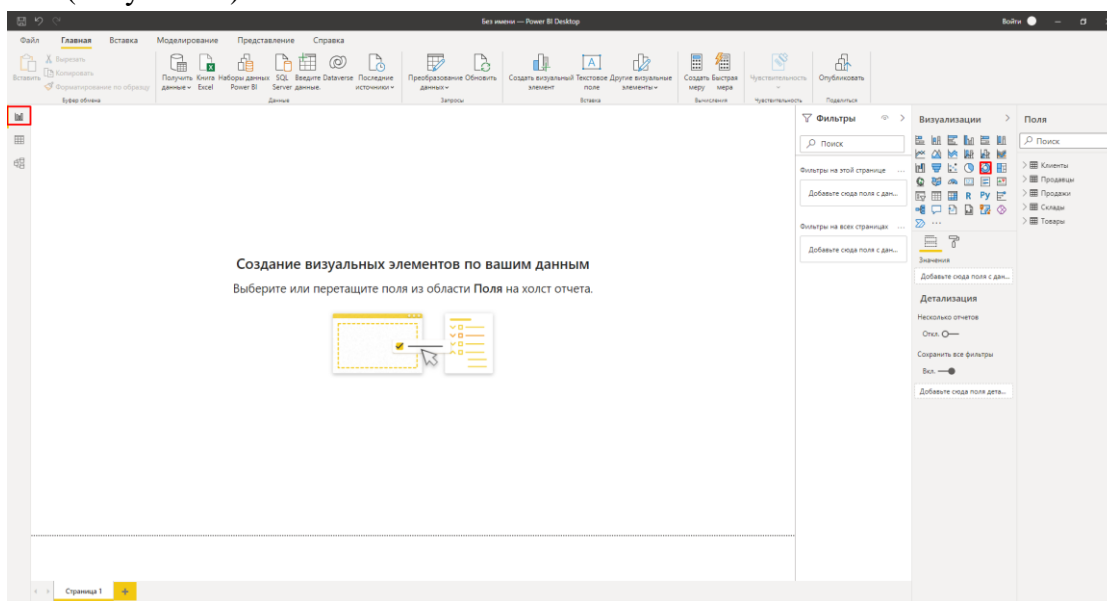 Без имени — Power BI Desktop
Войти
Файл Главная Вставка Моделирование Представление Справка
Вставить
Вырезать
Копировать
Форматирование по образцу
Буфер обмена
Получить данные
Книга Excel
Наборы данных Power BI
SQL Server
Введите данные.
Dataverse
Последние источники
Данные
Преобразование данных
Обновить
Запросы
Создать визуальный элемент
Текстовое поле
Другие визуальные элементы
Вставка
Создать меру
Быстрая мера
Вычисления
Чувствительность
Чувствительность
Опубликовать
Поделиться
Создание визуальных элементов по вашим данным
Выберите или перетащите поля из области Поля на холст отчета.
Фильтры
Поиск
Фильтры на этой странице ...
Добавьте сюда поля с дан...
Фильтры на всех страницах ...
Добавьте сюда поля с дан...
Визуализации
R Py
Значения
Добавьте сюда поля с дан...
Детализация
Несколько отчетов
Откл.
Сохранить все фильтры
Вкл.
Добавьте сюда поля дета...
Поля
Поиск
Клиенты
Продавцы
Продажи
Склады
Товары
Страница 1